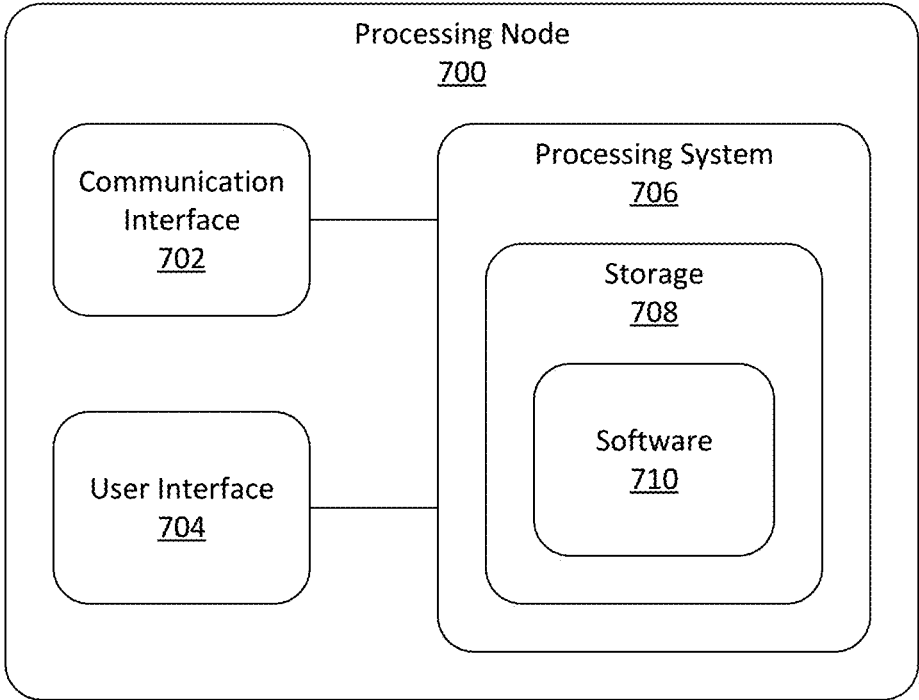 Processing Node
700
Communication
Interface
702
User Interface
704
Processing System
706
Storage
708
Software
710